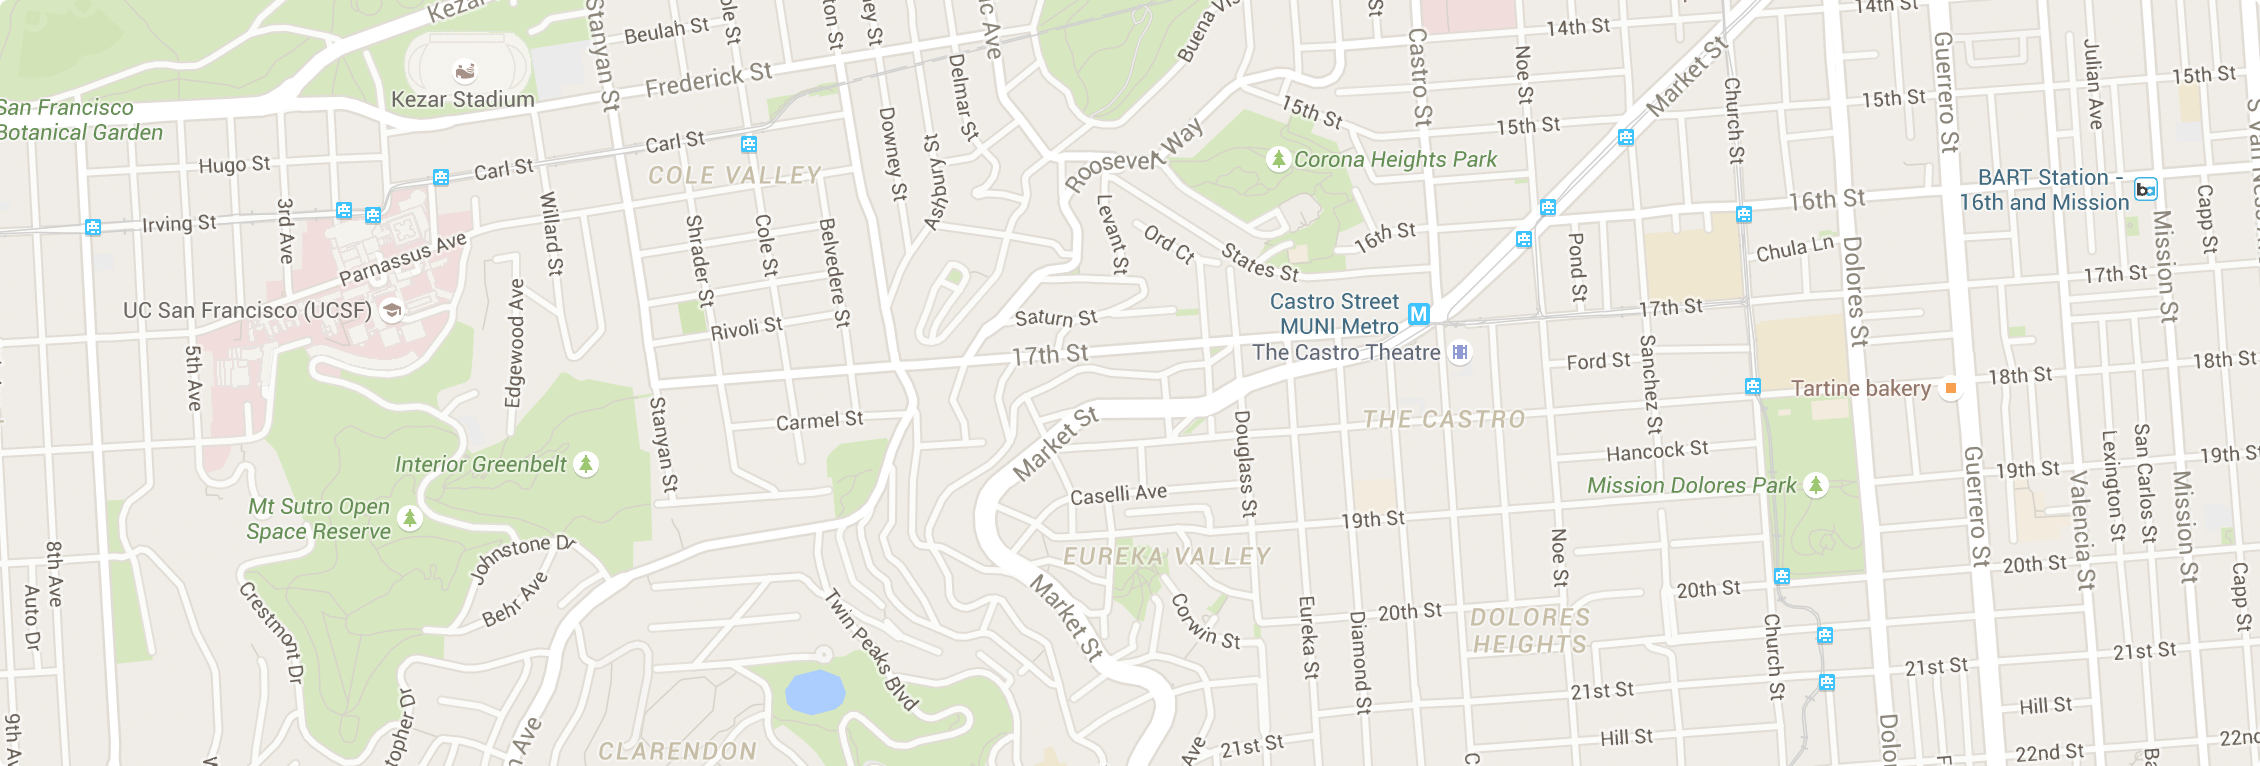 Kezar
Stanyan St
Beulah St
Frederick St
Kezar Stadium
San Francisco
Botanical Garden
Hugo St
Carl St
Carl St
Irving St
3rd Ave
Parnassus Ave
UC San Francisco (UCSF)
5th Ave
Willard St
Edgewood Ave
COLE VALLEY
Shrader St
Cole St
Belvedere St
Rivoli St
Downey St
Ashbury St
Delmar St
Buena Vis
Roosevelt Way
Levant St
Ord Ct
States St
Saturn St
17th St
Corona Heights Park
15th St
15th St
15th St
15th St
14th St
14th St
Castro St
Noe St
Market St
Church St
Guerrero St
Julian Ave
BART Station -
16th and Mission
16th St
16th St
Mission St
Capp St
Pond St
Chula Ln
Dolores St
17th St
17th St
Castro Street
MUNI Metro
The Castro Theatre
Ford St
Sanchez St
Tartine bakery
18th St
18th St
THE CASTRO
Hancock St
Mission Dolores Park
Guerrero St
19th St
19th St
19th St
Valencia St
Lexington St
San Carlos St
Mission St
Capp St
20th St
20th St
20th St
Stanyan St
Carmel St
Interior Greenbelt
Mt Sutro Open
Space Reserve
Johnstone Dr
Behr Ave
Crestmont Dr
8th Ave
Auto Dr
9th Av
topher Dr
n Ave
CLARENDON
Twin Peaks Blvd
Market St
Market St
Caselli Ave
Douglass St
EUREKA VALLEY
Corwin St
Eureka St
Diamond St
Noe St
DOLORES
HEIGHTS
Church St
21st St
21st St
21st St
21st St
Hill St
Hill St
22nd St
22nd
Dolor
Ave